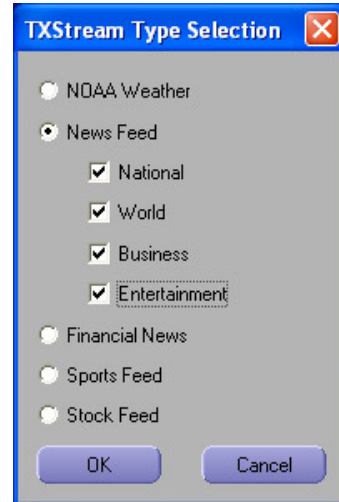 TXStream Type Selection
NOAA Weather
News Feed
National
World
Business
Entertainment
Financial News
Sports Feed
Stock Feed
OK Cancel